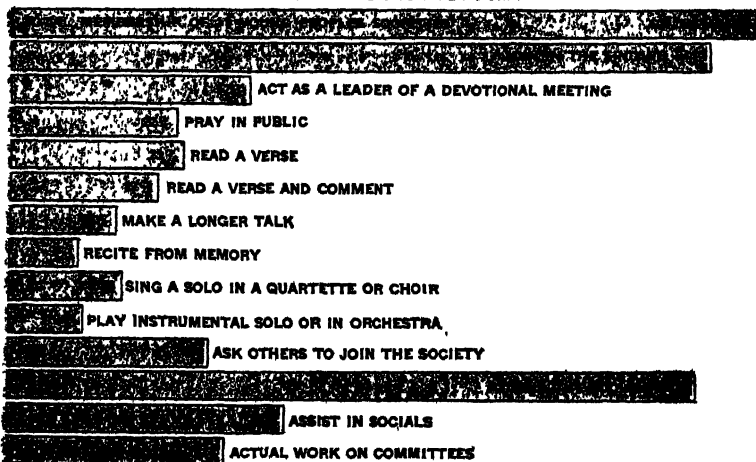 ACT AS A LEADER OF A DEVOTIONAL MEETING
PRAY IN PUBLIC
READ A VERSE
READ A VERSE AND COMMENT
MAKE A LONGER TALK
RECITE FROM MEMORY
SING A SOLO IN A QUARTETTE OR CHOIR
PLAY INSTRUMENTAL SOLO OR IN ORCHESTRA
ASK OTHERS TO JOIN THE SOCIETY
ASSIST IN SOCIALS
ACTUAL WORK ON COMMITTEES